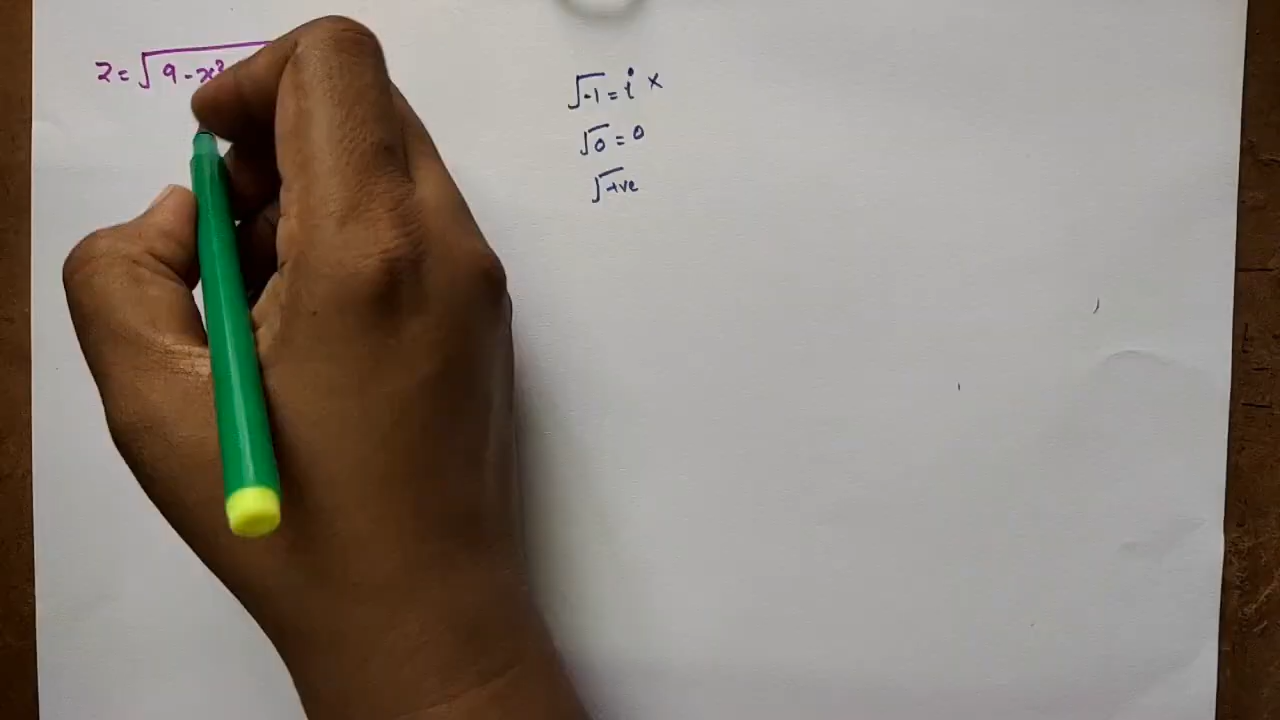 z = √9 - x²
√-1 = i ×
√0 = 0
√+ve